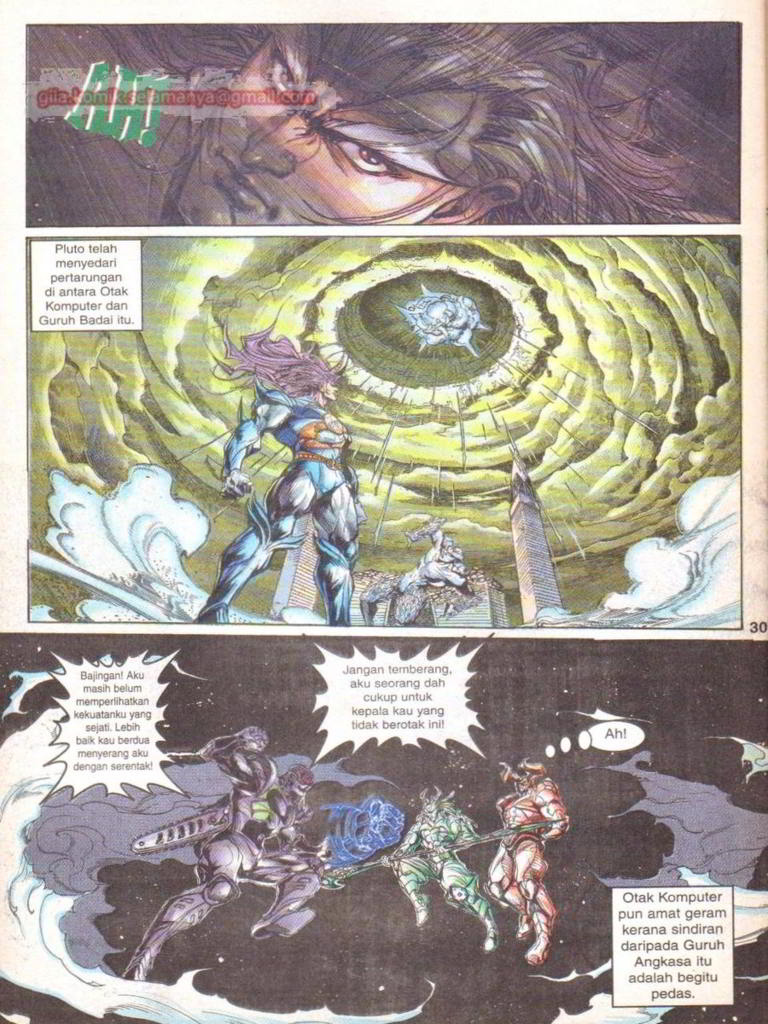 AH!
gila-komik-selamanya@gmail.com
Pluto telah
menyedari
pertarungan
di antara Otak
Komputer dan
Guruh Badai itu.
30
Bajingan! Aku
masih belum
memperlihatkan
kekuatanku yang
sejati. Lebih
baik kau berdua
menyerang aku
dengan serentak!
Jangan temberang,
aku seorang dah
cukup untuk
kepala kau yang
tidak berotak ini!
Ah!
Otak Komputer
pun amat geram
kerana sindiran
daripada Guruh
Angkasa itu
adalah begitu
pedas.